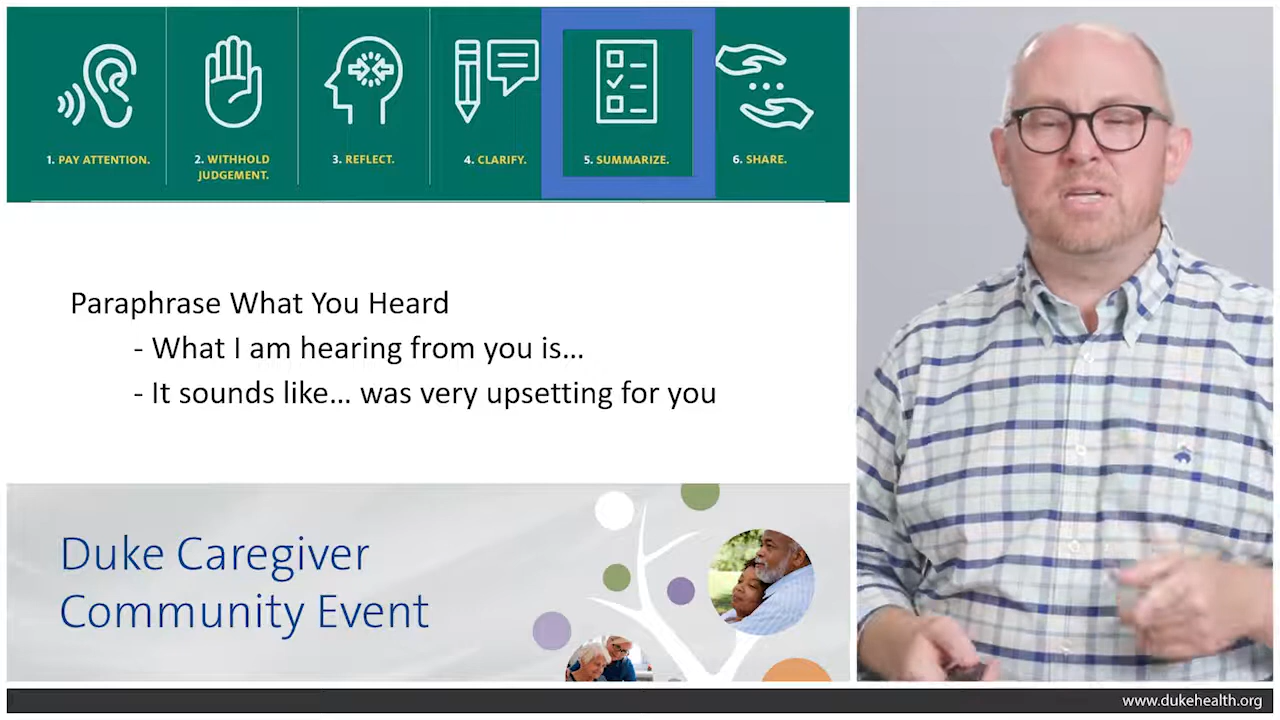 1. PAY ATTENTION.
2. WITHHOLD
JUDGEMENT.
3. REFLECT.
4. CLARIFY.
5. SUMMARIZE.
6. SHARE.
Paraphrase What You Heard
- What I am hearing from you is...
- It sounds like... was very upsetting for you
Duke Caregiver
Community Event
www.dukehealth.org